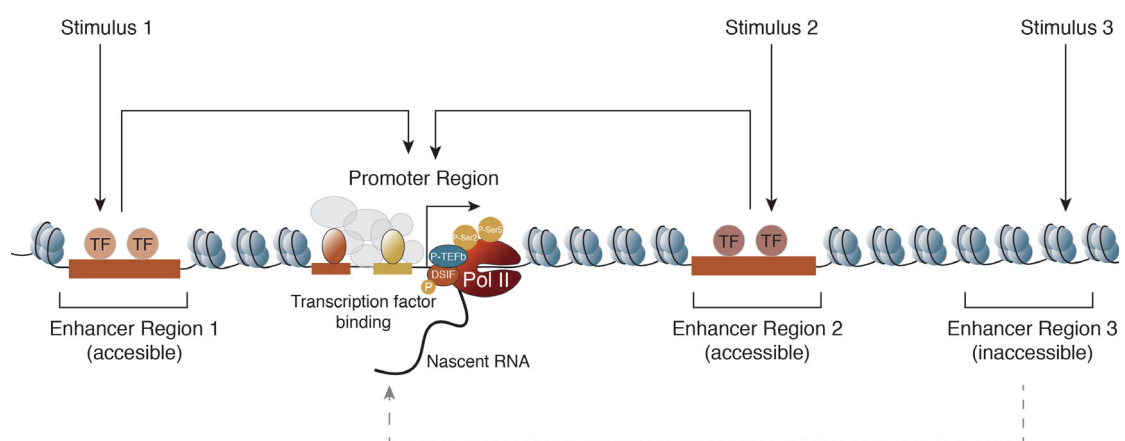 Stimulus 1
Stimulus 2
Stimulus 3
Promoter Region
P-Ser5
P-Ser2
TF
TF
P-TEFb
DSIF
Pol II
P
TF
TF
Transcription factor
binding
Nascent RNA
Enhancer Region 1
(accesible)
Enhancer Region 2
(accessible)
Enhancer Region 3
(inaccessible)